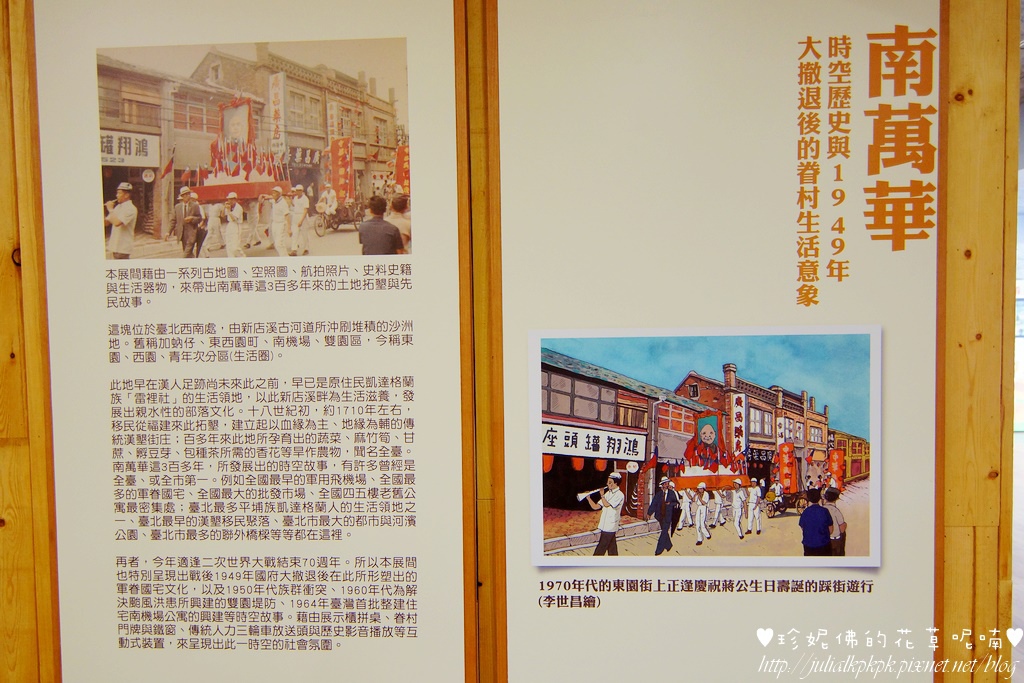 南萬華
時空歷史與1949年
大撤退後的眷村生活意象
鴻翔罐
523
本展間藉由一系列古地圖、空照圖、航拍照片、史料史籍
與生活器物，來帶出南萬華這3百多年來的土地拓墾與先
民故事。
這塊位於臺北西南處，由新店溪古河道所沖刷堆積的沙洲
地。舊稱加蚋仔、東西園町、南機場、雙園區，今稱東
園、西園、青年次分區(生活圈)。
此地早在漢人足跡尚未來此之前，早已是原住民凱達格蘭
族「雷裡社」的生活領地，以此新店溪畔為生活滋養，發
展出親水性的部落文化。十八世紀初，約1710年左右，
移民從福建來此拓墾，建立起以血緣為主、地緣為輔的傳
統漢墾街庄；百多年來此地所孕育出的蔬菜、麻竹筍、甘
蔗、孵豆芽、包種茶所需的香花等旱作農物，聞名全臺。
南萬華這3百多年，所發展出的時空故事，有許多曾經是
全臺、或全市第一。例如全國最早的軍用飛機場、全國最
多的軍眷國宅、全國最大的批發市場、全國四五樓老舊公
寓最密集處；臺北最多平埔族凱達格蘭人的生活領地之
一、臺北最早的漢墾移民聚落、臺北市最大的都市與河濱
公園、臺北市最多的聯外橋樑等等都在這裡。
再者，今年適逢二次世界大戰結束70週年。所以本展間
也特別呈現出戰後1949年國府大撤退後在此所形塑出的
軍眷國宅文化，以及1950年代族群衝突、1960年代為解
決颱風洪患所興建的雙園堤防、1964年臺灣首批整建住
宅南機場公寓的興建等時空故事。藉由展示櫃拼桌、眷村
門牌與鐵窗、傳統人力三輪車放送頭與歷史影音播放等互
動式裝置，來呈現出此一時空的社會氛圍。
鴻翔罐頭座
1970年代的東園街上正逢慶祝蔣公生日壽誕的踩街遊行
(李世昌繪)
♥珍妮佛的花草呢喃♥
http://julialkpkpk.pixnet.net/blog